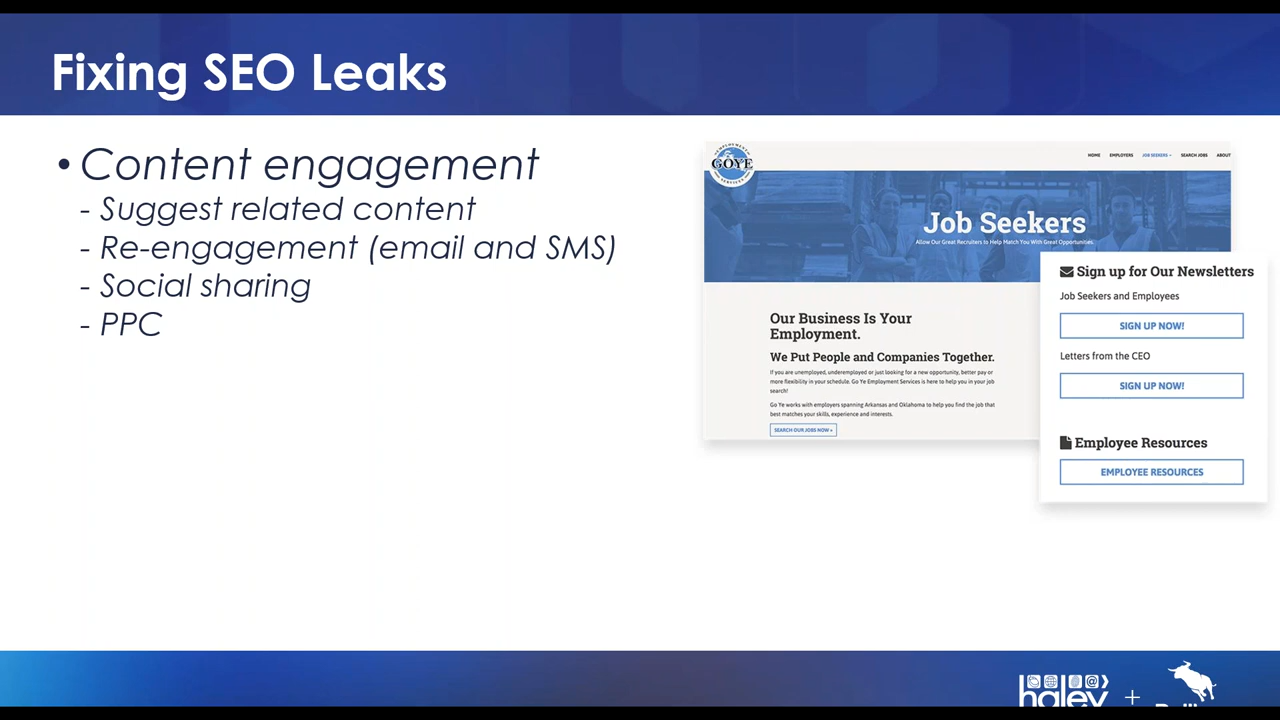 Fixing SEO Leaks
• Content engagement
- Suggest related content
- Re-engagement (email and SMS)
- Social sharing
- PPC
EMPLOYMENT
GO YE
SERVICES
HOME EMPLOYERS JOB SEEKERS SEARCH JOBS ABOUT
Job Seekers
Allow Our Great Recruiters to Help Match You With Great Opportunities.
Our Business Is Your
Employment.
We Put People and Companies Together.
If you are unemployed, underemployed or just looking for a new opportunity, better pay or
more flexibility in your schedule. Go Ye Employment Services is here to help you in your job
search!
Go Ye works with employers spanning Arkansas and Oklahoma to help you find the job that
best matches your skills, experience and interests.
SEARCH OUR JOBS NOW »
Sign up for Our Newsletters
Job Seekers and Employees
SIGN UP NOW!
Letters from the CEO
SIGN UP NOW!
Employee Resources
EMPLOYEE RESOURCES
haley +